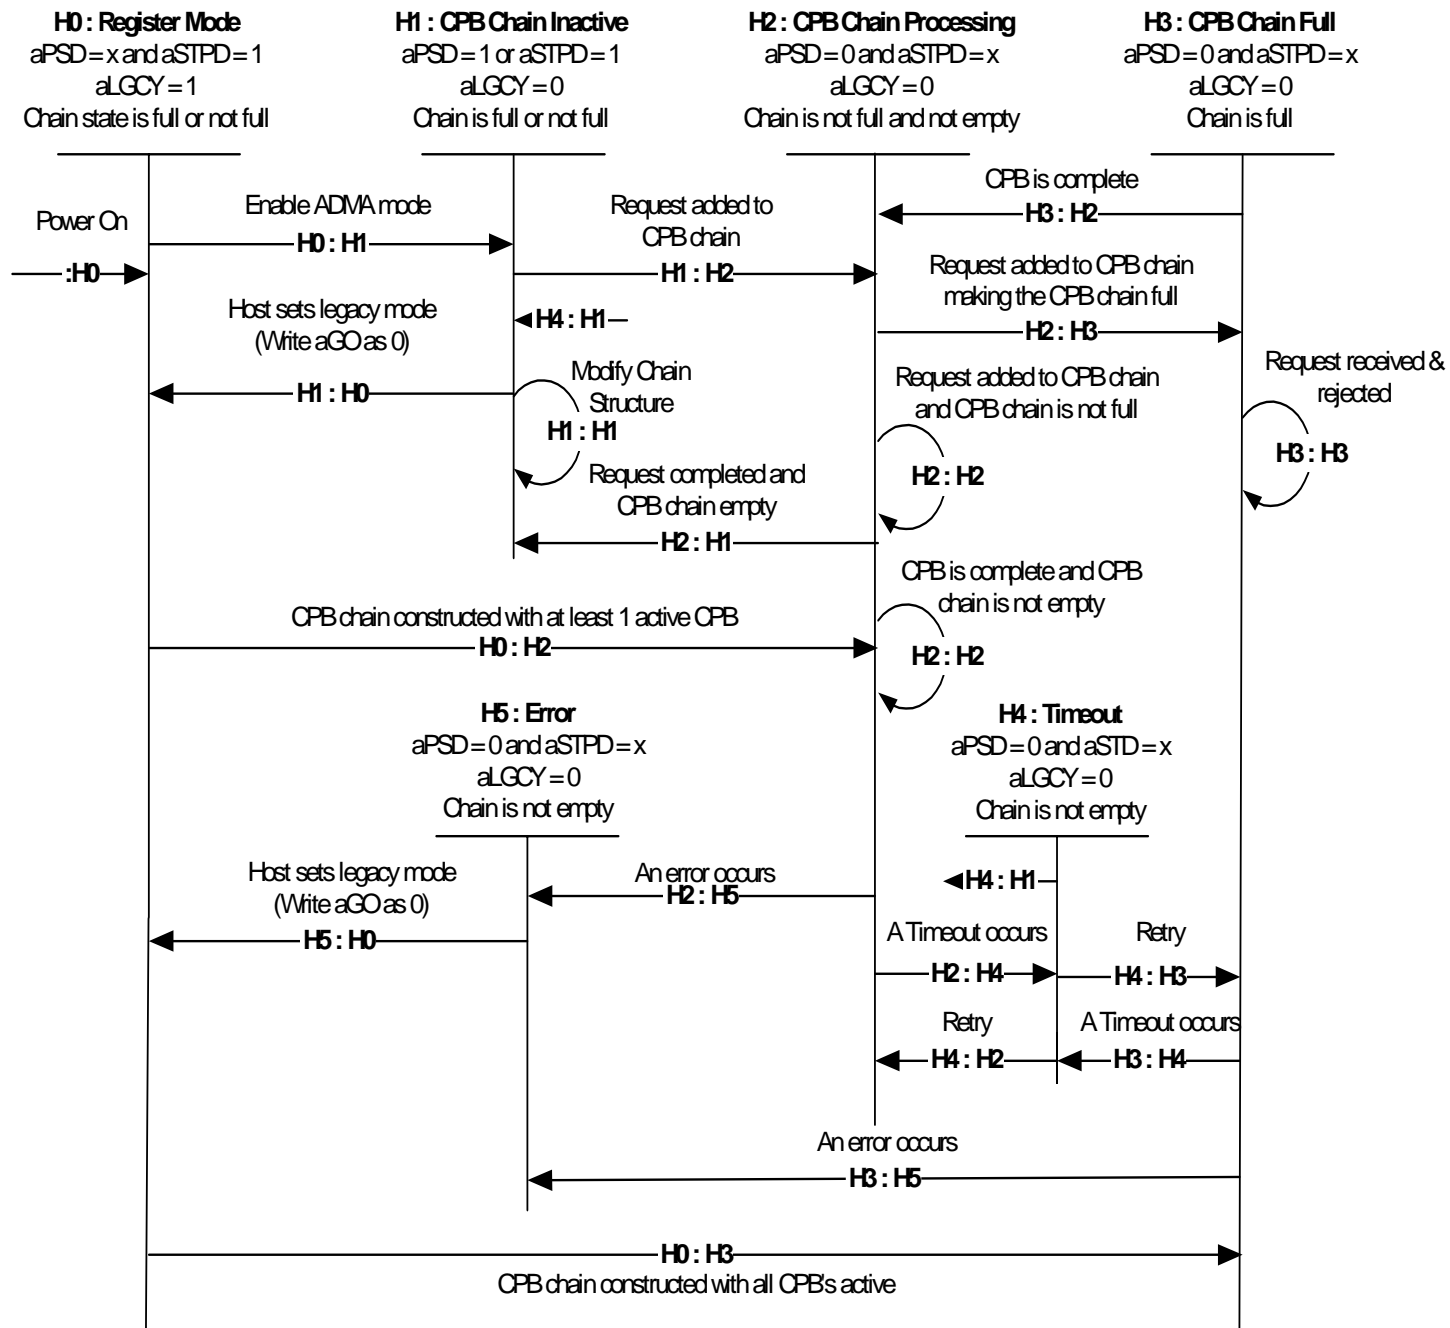 H0 : Register Mode
aPSD = x and aSTPD = 1
aLGCY = 1
Chain state is full or not full
H1 : CPB Chain Inactive
aPSD = 1 or aSTPD = 1
aLGCY = 0
Chain is full or not full
H2 : CPB Chain Processing
aPSD = 0 and aSTPD = x
aLGCY = 0
Chain is not full and not empty
H3 : CPB Chain Full
aPSD = 0 and aSTPD = x
aLGCY = 0
Chain is full
Power On
:H0
Enable ADMA mode
H0 : H1
Request added to
CPB chain
H1 : H2
CPB is complete
H3 : H2
Request added to CPB chain
making the CPB chain full
H2 : H3
Host sets legacy mode
(Write aGO as 0)
H1 : H0
H4 : H1
Modify Chain
Structure
H1 : H1
Request added to CPB chain
and CPB chain is not full
H2 : H2
Request received &
rejected
H3 : H3
Request completed and
CPB chain empty
H2 : H1
CPB is complete and CPB
chain is not empty
H2 : H2
CPB chain constructed with at least 1 active CPB
H0 : H2
H5 : Error
aPSD = 0 and aSTPD = x
aLGCY = 0
Chain is not empty
H4 : Timeout
aPSD = 0 and aSTD = x
aLGCY = 0
Chain is not empty
Host sets legacy mode
(Write aGO as 0)
H5 : H0
An error occurs
H2 : H5
H4 : H1
A Timeout occurs
H2 : H4
Retry
H4 : H3
Retry
H4 : H2
A Timeout occurs
H3 : H4
An error occurs
H3 : H5
H0 : H3
CPB chain constructed with all CPB's active